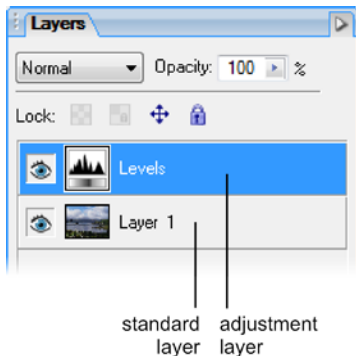 Layers
Normal Opacity: 100 %
Lock:
Levels
Layer 1
standard layer
adjustment layer